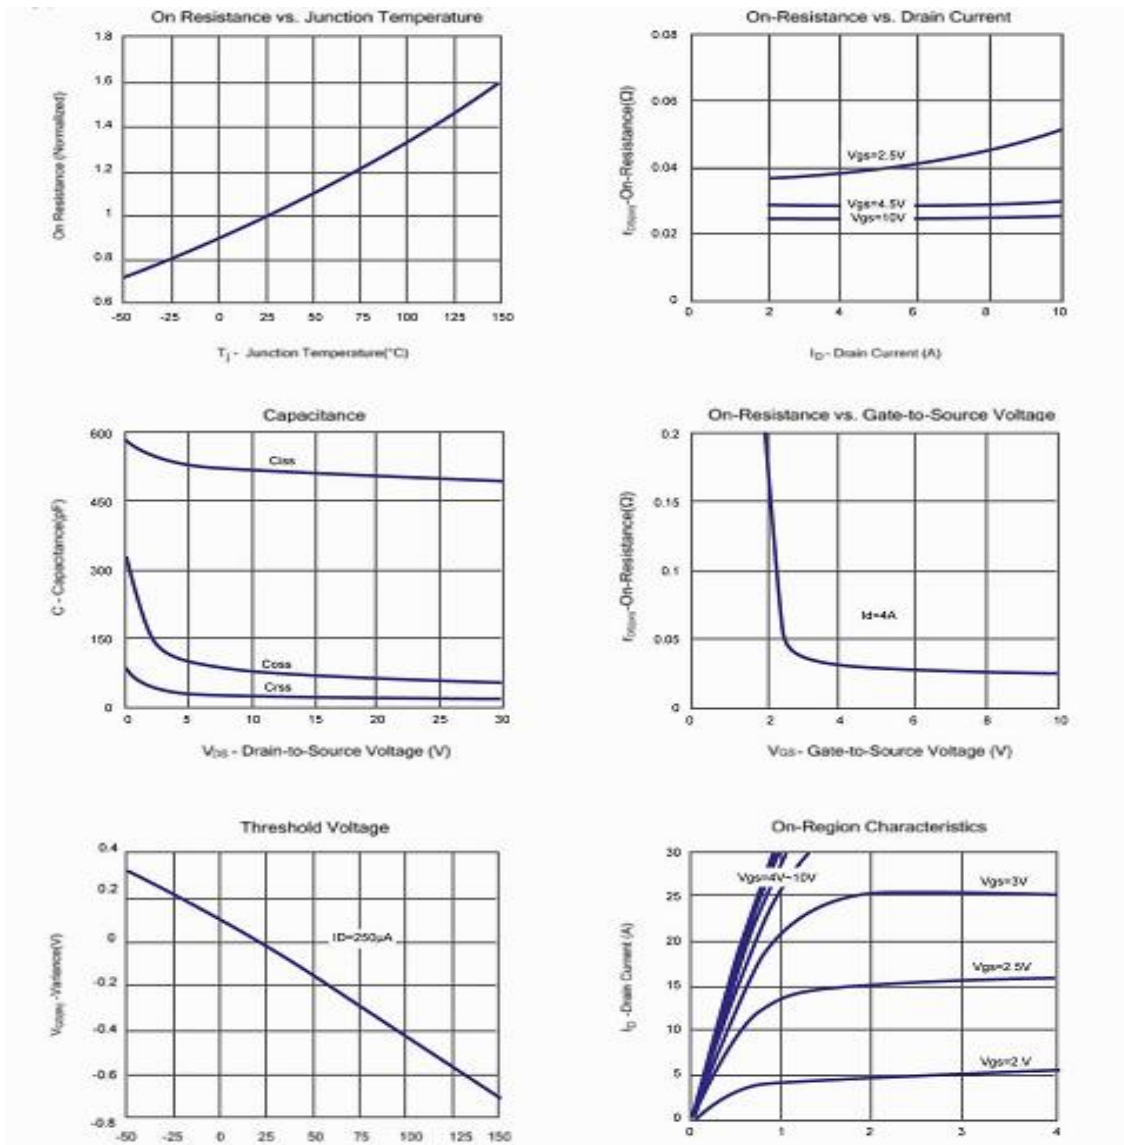 On Resistance vs. Junction Temperature
On Resistance (Normalized)
1.8
1.6
1.4
1.2
1
0.8
0.6
-50 -25 0 25 50 75 100 125 150
Tj - Junction Temperature(°C)
On-Resistance vs. Drain Current
rDS(on)-On-Resistance(Ω)
0.08
0.06
0.04
0.02
0
Vgs=2.5V
Vgs=4.5V
Vgs=10V
0 2 4 6 8 10
ID - Drain Current (A)
Capacitance
C - Capacitance(pF)
600
450
300
150
0
Ciss
Coss
Crss
0 5 10 15 20 25 30
VDS - Drain-to-Source Voltage (V)
On-Resistance vs. Gate-to-Source Voltage
rDS(on)-On-Resistance(Ω)
0.2
0.15
0.1
0.05
0
Id=4A
0 2 4 6 8 10
VGS - Gate-to-Source Voltage (V)
Threshold Voltage
VGS(th) -Variance(V)
0.4
0.2
0
-0.2
-0.4
-0.6
-0.8
ID=250μA
-50 -25 0 25 50 75 100 125 150
On-Region Characteristics
ID -Drain Current (A)
30
25
20
15
10
5
0
Vgs=4V~10V
Vgs=3V
Vgs=2.5V
Vgs=2 V
0 1 2 3 4